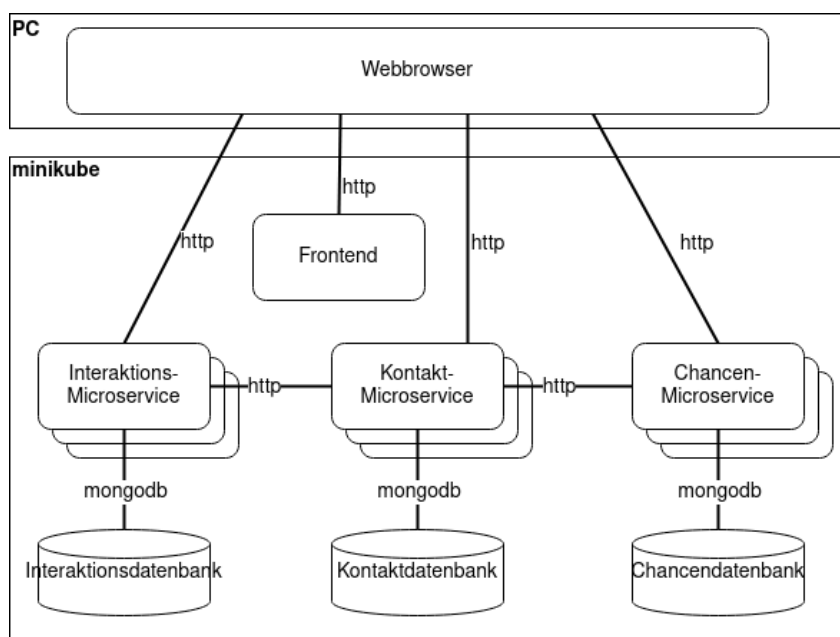 PC
Webbrowser
minikube
http
Frontend
http
http
http
Interaktions-
Microservice
http
Kontakt-
Microservice
http
Chancen-
Microservice
mongodb
mongodb
mongodb
Interaktionsdatenbank
Kontaktdatenbank
Chancendatenbank